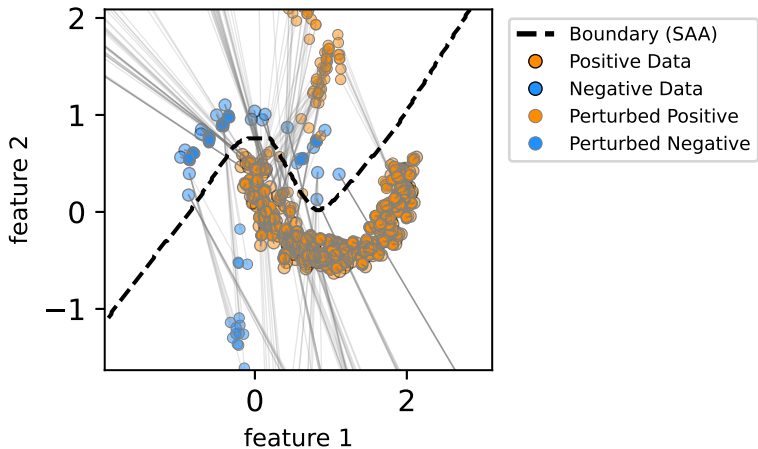 2
1
0
−1
feature 2
0
2
feature 1
Boundary (SAA)
Positive Data
Negative Data
Perturbed Positive
Perturbed Negative